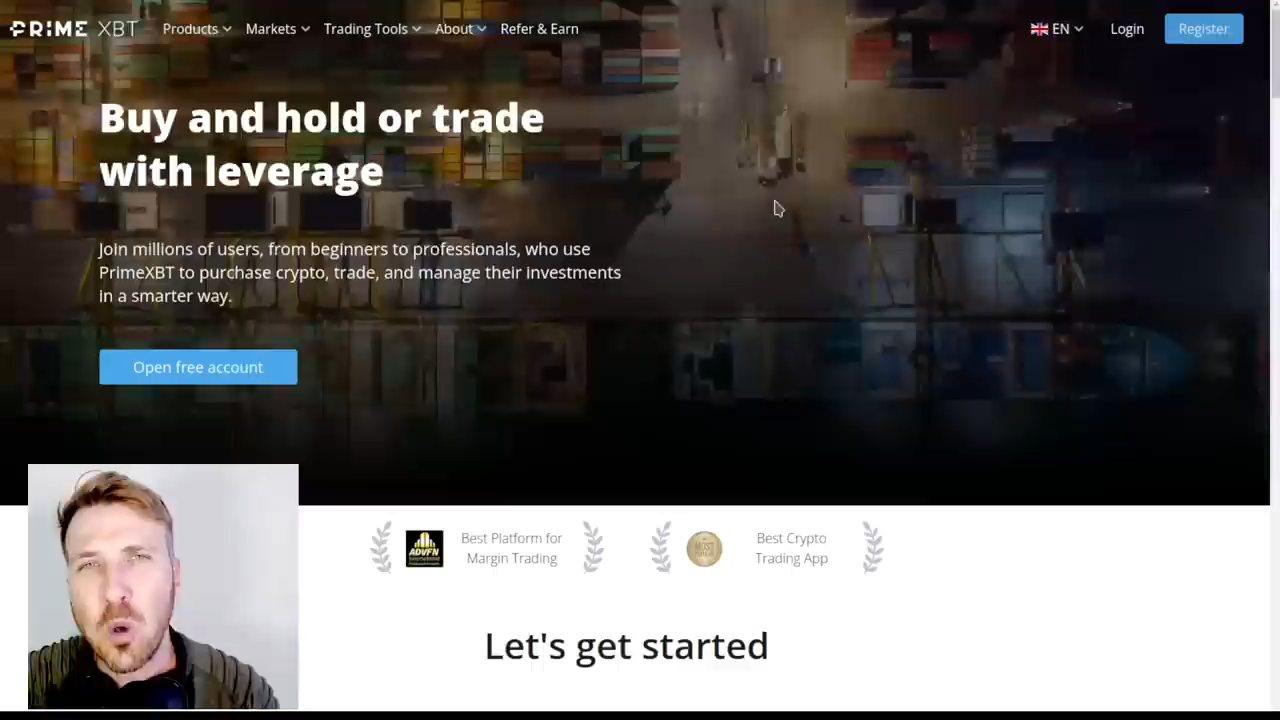 PRIME XBT Products Markets Trading Tools About Refer & Earn EN Login Register
Buy and hold or trade
with leverage
Join millions of users, from beginners to professionals, who use
PrimeXBT to purchase crypto, trade, and manage their investments
in a smarter way.
Open free account
ADVFN
Best Platform for
Margin Trading
Best Crypto
Trading App
Let's get started